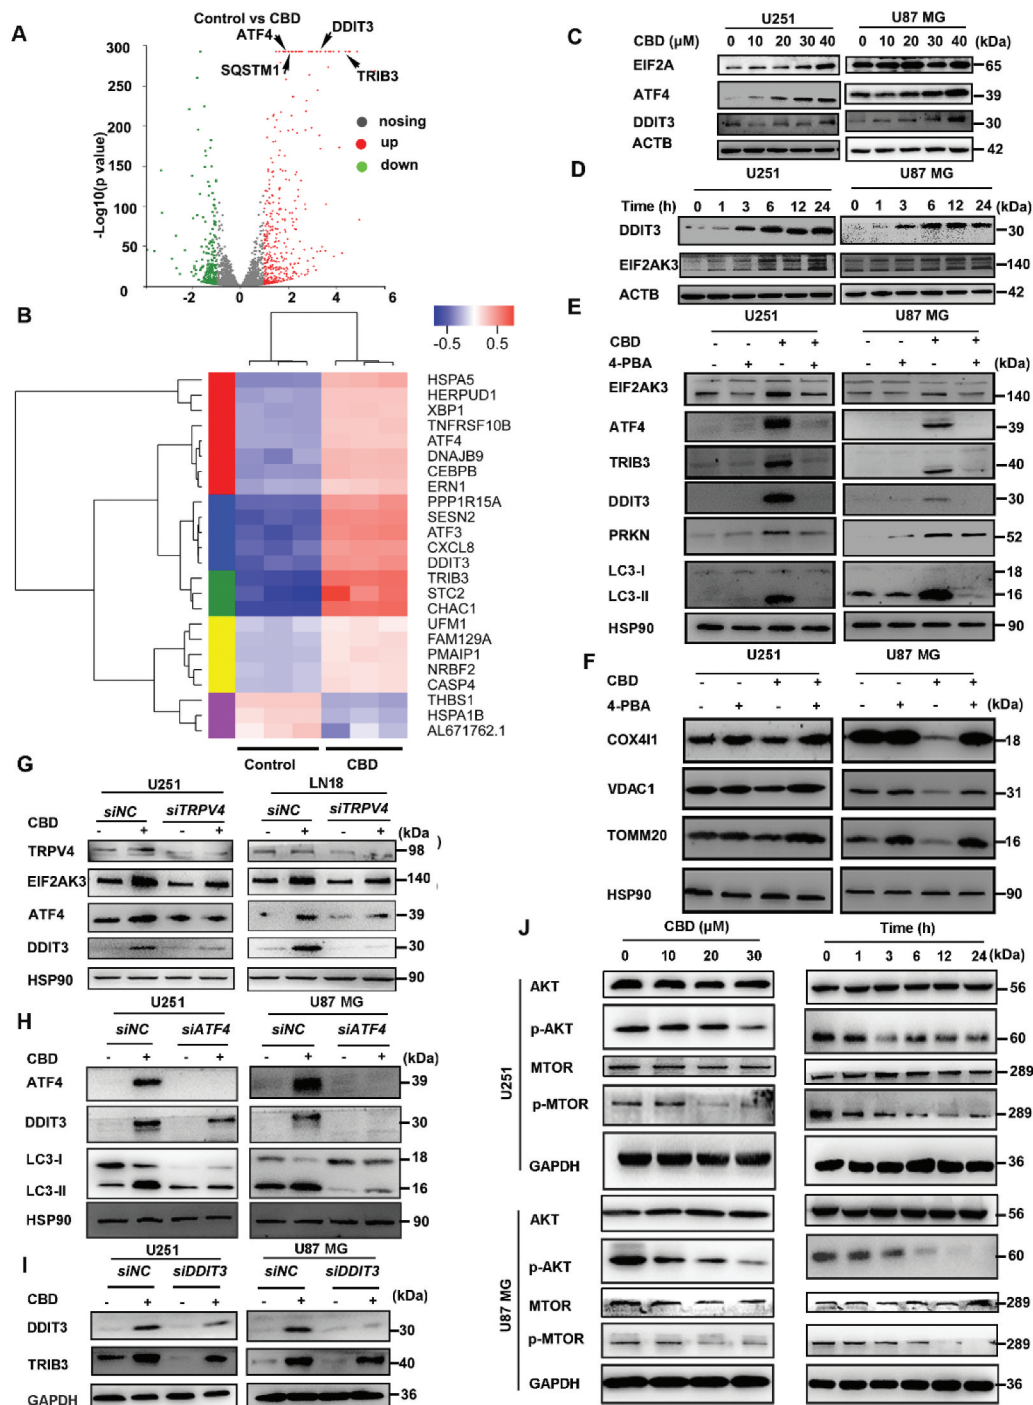 A
Control vs CBD
ATF4
DDIT3
SQSTM1
TRIB3
-Log10(p value)
300
250
200
150
100
50
0
-2 0 2 4 6
nosing
up
down
B
-0.5 0.5
HSPA5
HERPUD1
XBP1
TNFRSF10B
ATF4
DNAJB9
CEBPB
ERN1
PPP1R15A
SESN2
ATF3
CXCL8
DDIT3
TRIB3
STC2
CHAC1
UFM1
FAM129A
PMAIP1
NRBF2
CASP4
THBS1
HSPA1B
AL671762.1
Control CBD
C
U251 U87 MG
CBD (μM) 0 10 20 30 40 0 10 20 30 40 (kDa)
EIF2A 65
ATF4 39
DDIT3 30
ACTB 42
D
U251 U87 MG
Time (h) 0 1 3 6 12 24 0 1 3 6 12 24 (kDa)
DDIT3 30
EIF2AK3 140
ACTB 42
E
U251 U87 MG
CBD - - + + - - + +
4-PBA - + - + - + - + (kDa)
EIF2AK3 140
ATF4 39
TRIB3 40
DDIT3 30
PRKN 52
LC3-I 18
LC3-II 16
HSP90 90
F
U251 U87 MG
CBD - - + + - - + +
4-PBA - + - + - + - + (kDa)
COX4I1 18
VDAC1 31
TOMM20 16
HSP90 90
G
U251 LN18
siNC siTRPV4 siNC siTRPV4
CBD - + - + - + - + (kDa)
TRPV4 98
EIF2AK3 140
ATF4 39
DDIT3 30
HSP90 90
H
U251 U87 MG
siNC siATF4 siNC siATF4
CBD - + - + - + - + (kDa)
ATF4 39
DDIT3 30
LC3-I 18
LC3-II 16
HSP90 90
I
U251 U87 MG
siNC siDDIT3 siNC siDDIT3
CBD - + - + - + - + (kDa)
DDIT3 30
TRIB3 40
GAPDH 36
J
CBD (μM) Time (h)
0 10 20 30 0 1 3 6 12 24 (kDa)
U251
AKT 56
p-AKT 60
MTOR 289
p-MTOR 289
GAPDH 36
U87 MG
AKT 56
p-AKT 60
MTOR 289
p-MTOR 289
GAPDH 36